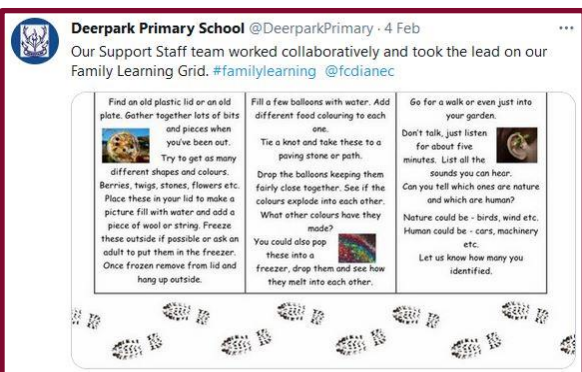 Deerpark Primary School @DeerparkPrimary · 4 Feb
Our Support Staff team worked collaboratively and took the lead on our
Family Learning Grid. #familylearning @fcdianec
Find an old plastic lid or an old
plate. Gather together lots of bits
and pieces when
you've been out.
Try to get as many
different shapes and colours.
Berries, twigs, stones, flowers etc.
Place these in your lid to make a
picture fill with water and add a
piece of wool or string. Freeze
these outside if possible or ask an
adult to put them in the freezer.
Once frozen remove from lid and
hang up outside.
Fill a few balloons with water. Add
different food colouring to each
one.
Tie a knot and take these to a
paving stone or path.
Drop the balloons keeping them
fairly close together. See if the
colours explode into each other.
What other colours have they
made?
You could also pop
these into a
freezer, drop them and see how
they melt into each other.
Go for a walk or even just into
your garden.
Don't talk, just listen
for about five
minutes. List all the
sounds you can hear.
Can you tell which ones are nature
and which are human?
Nature could be - birds, wind etc.
Human could be - cars, machinery
etc.
Let us know how many you
identified.